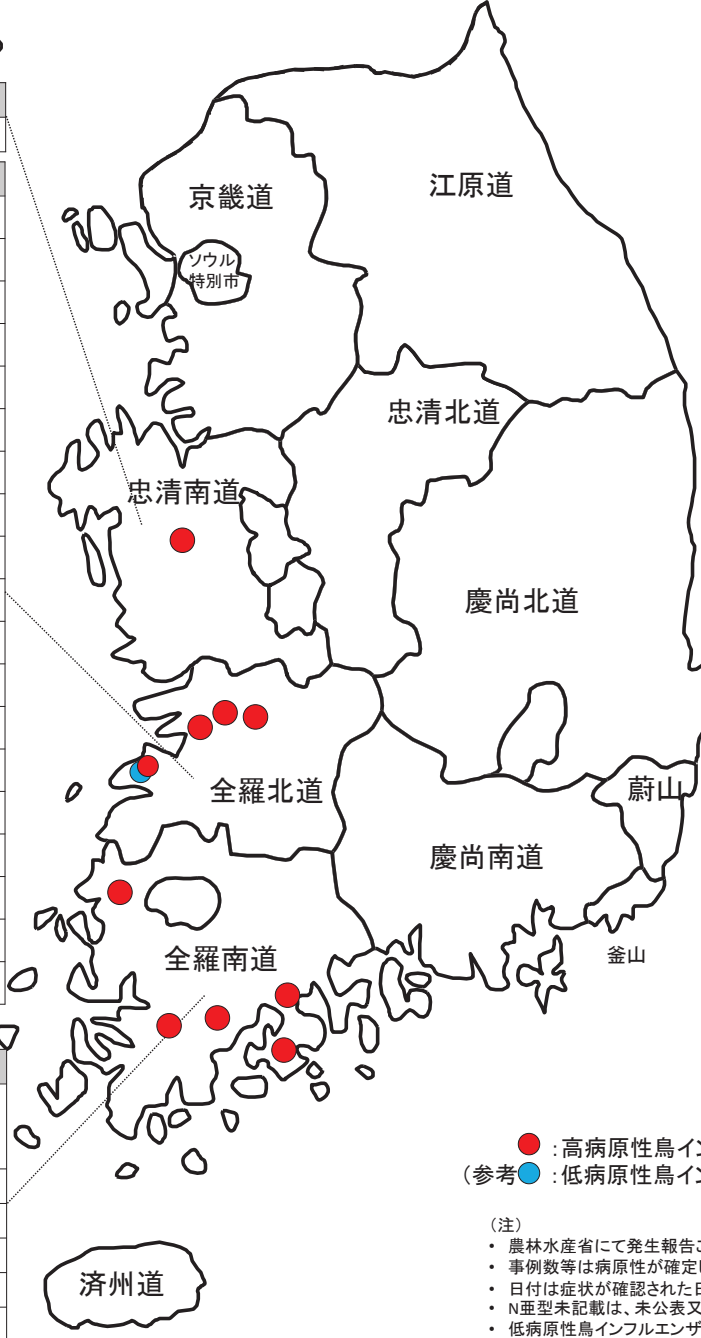 京畿道
江原道
ソウル
特別市
忠清北道
忠清南道
慶尚北道
全羅北道
蔚山
慶尚南道
全羅南道
釜山
済州道
:高病原性鳥イン
(参考 :低病原性鳥イン
(注)
• 農林水産省にて発生報告
• 事例数等は病原性が確定
• 日付は症状が確認された日
• N亜型未記載は、未公表又
• 低病原性鳥インフルエンザ